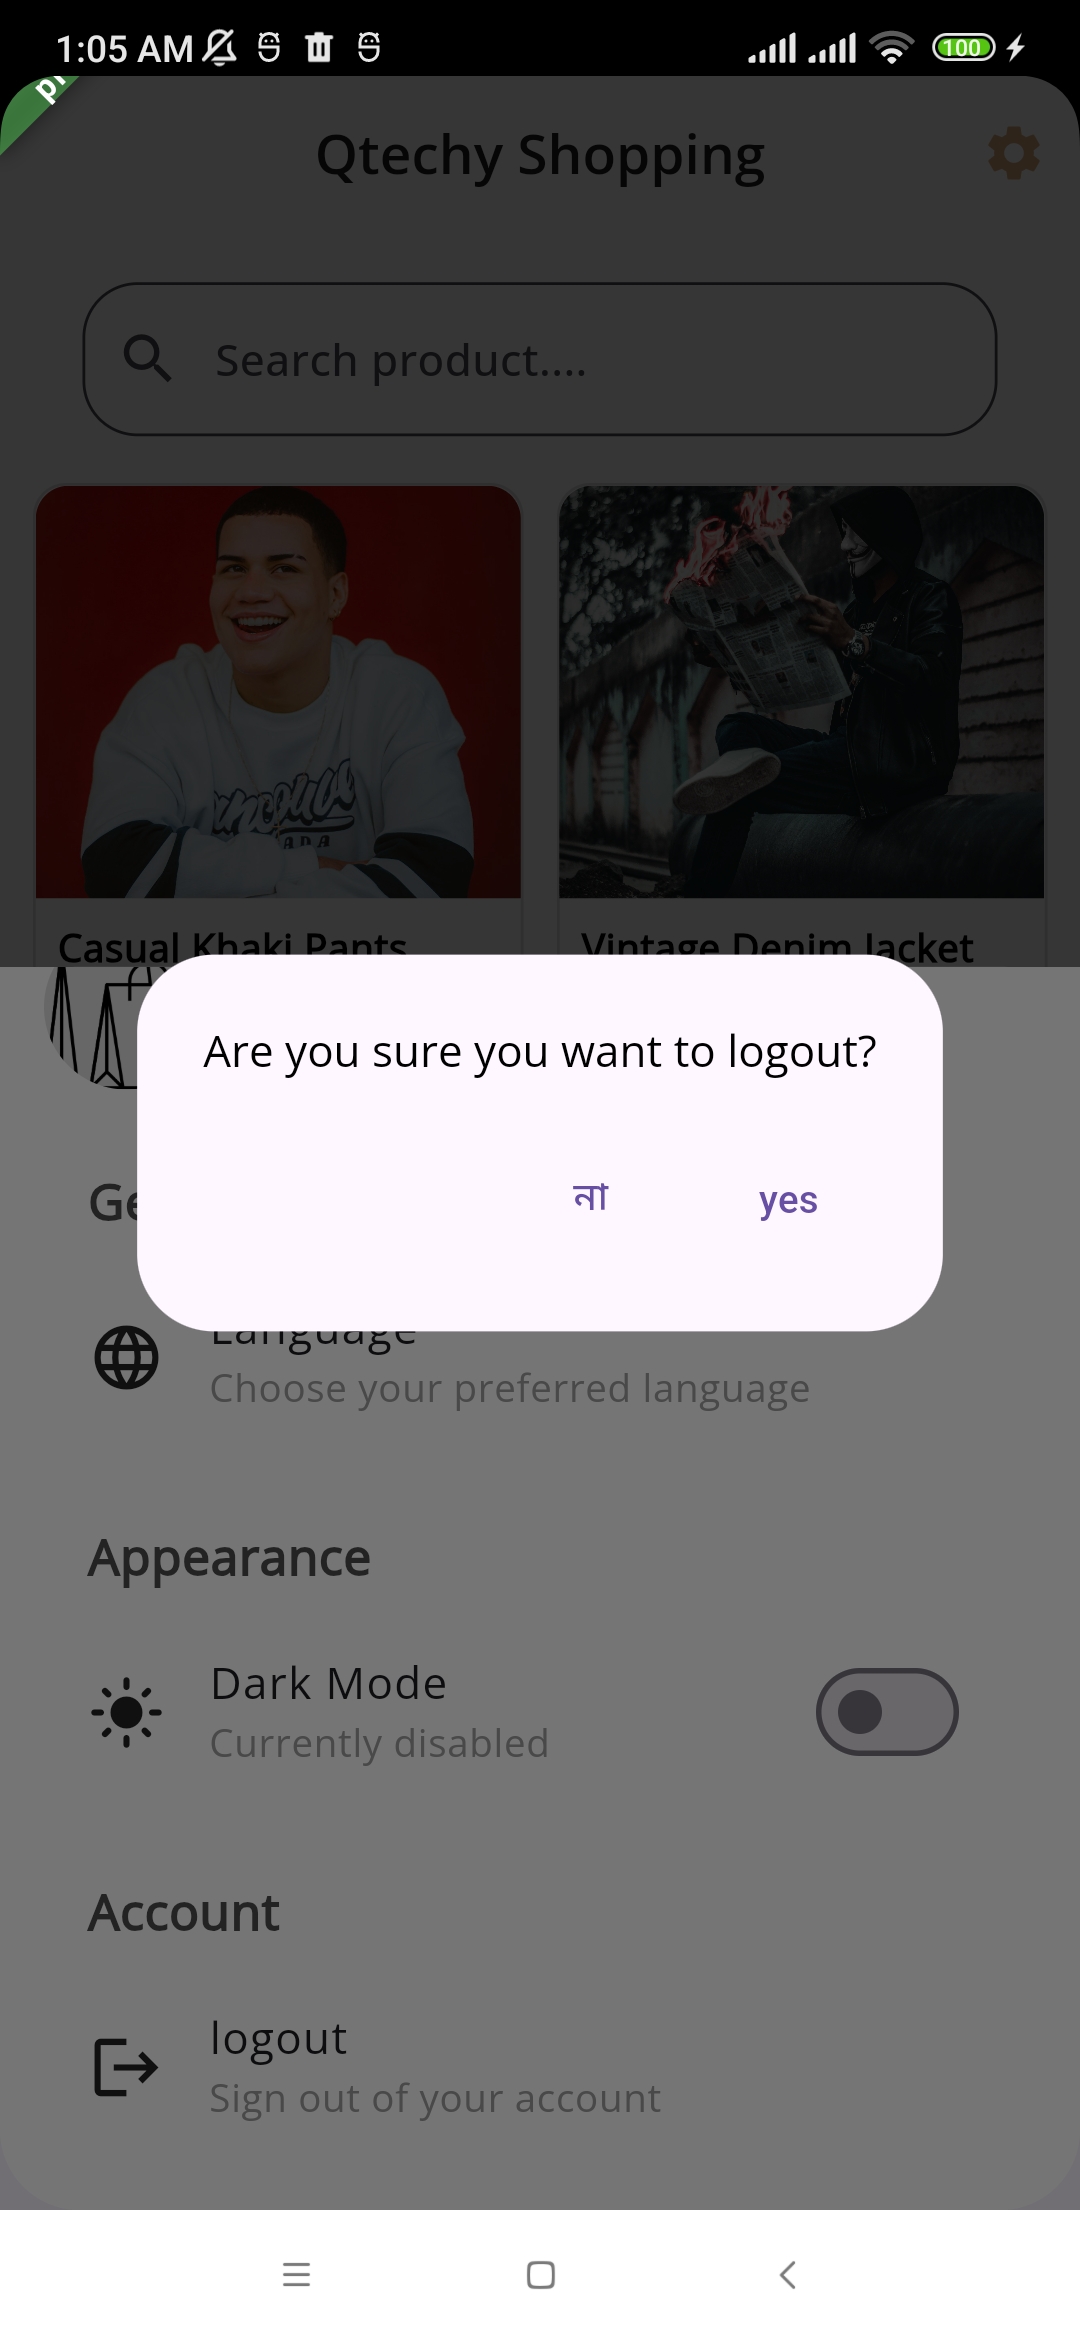 1:05 AM
100
Qtechy Shopping
Search product....
Casual Khaki Pants
Vintage Denim Jacket
Are you sure you want to logout?
না
yes
Language
Choose your preferred language
Appearance
Dark Mode
Currently disabled
Account
logout
Sign out of your account